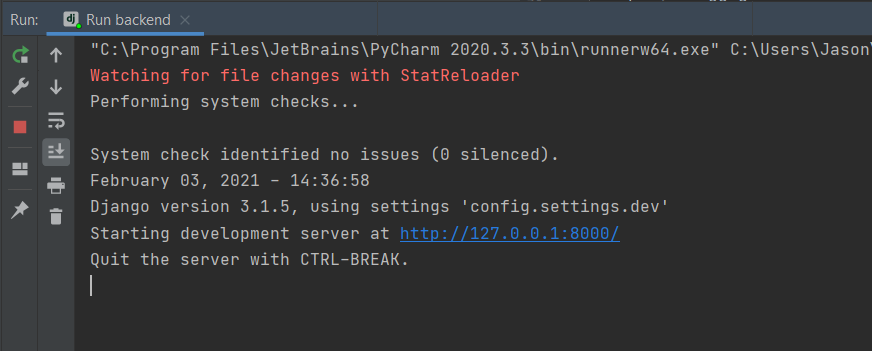 Run: dj Run backend
"C:\Program Files\JetBrains\PyCharm 2020.3.3\bin\runnerw64.exe" C:\Users\Jason\
Watching for file changes with StatReloader
Performing system checks...
System check identified no issues (0 silenced).
February 03, 2021 - 14:36:58
Django version 3.1.5, using settings 'config.settings.dev'
Starting development server at http://127.0.0.1:8000/
Quit the server with CTRL-BREAK.